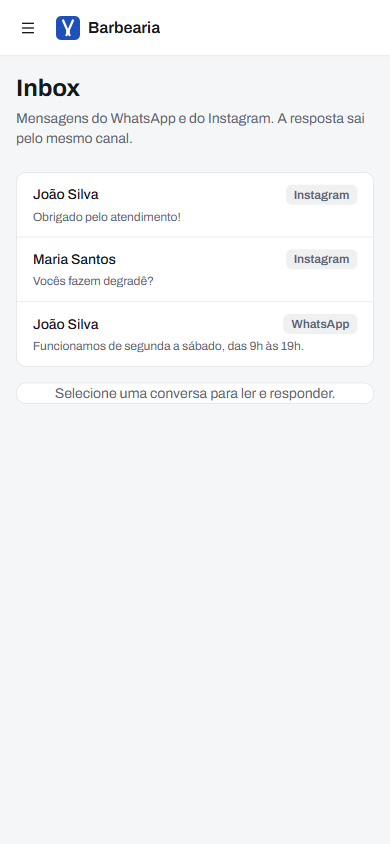 Barbearia
Inbox
Mensagens do WhatsApp e do Instagram. A resposta sai
pelo mesmo canal.
João Silva
Instagram
Obrigado pelo atendimento!
Maria Santos
Instagram
Vocês fazem degradê?
João Silva
WhatsApp
Funcionamos de segunda a sábado, das 9h às 19h.
Selecione uma conversa para ler e responder.